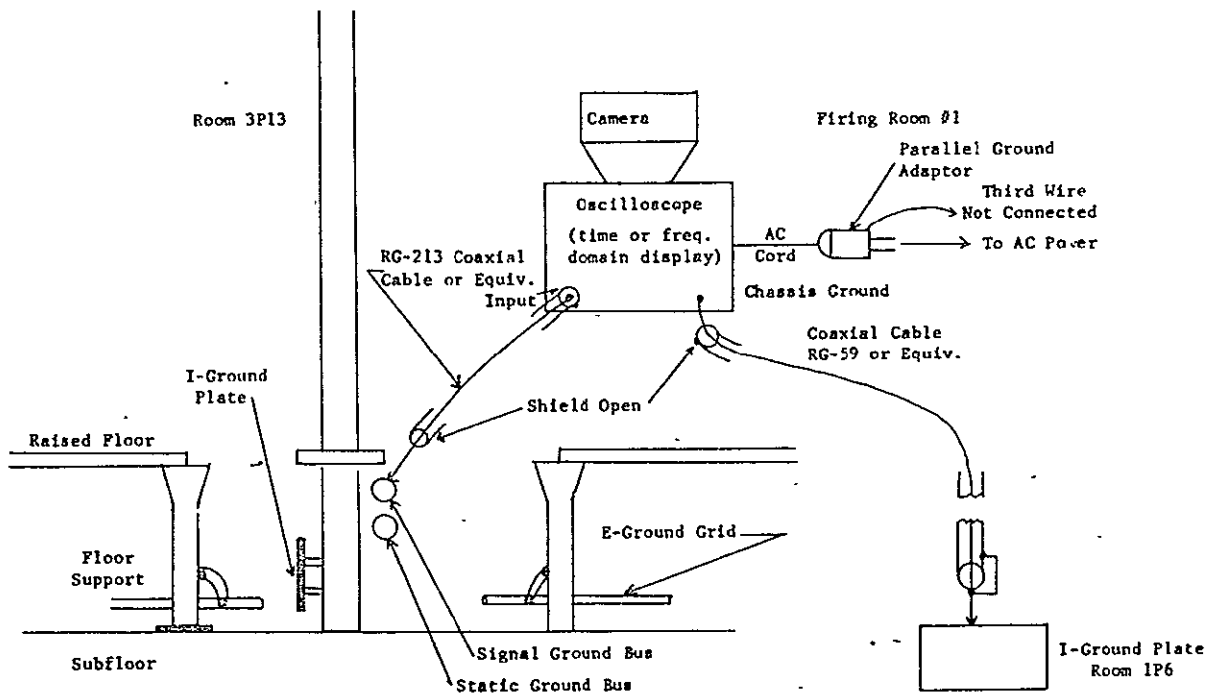 Room 3P13
Camera
Firing Room #1
Parallel Ground
Adaptor
Third Wire
Not Connected
To AC Power
Oscilloscope
(time or freq.
domain display)
AC
Cord
RG-213 Coaxial
Cable or Equiv.
Input
Chassis Ground
Coaxial Cable
RG-59 or Equiv.
I-Ground
Plate
Shield Open
Raised Floor
E-Ground Grid
Floor
Support
Signal Ground Bus
Static Ground Bus
Subfloor
I-Ground Plate
Room 1P6